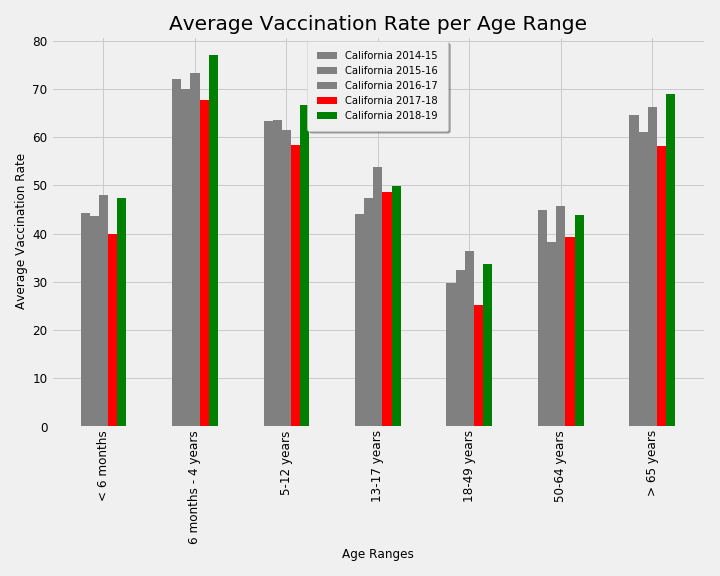 Average Vaccination Rate per Age Range
California 2014-15
California 2015-16
California 2016-17
California 2017-18
California 2018-19
Average Vaccination Rate
80
70
60
50
40
30
20
10
0
< 6 months
6 months - 4 years
5-12 years
13-17 years
18-49 years
50-64 years
> 65 years
Age Ranges